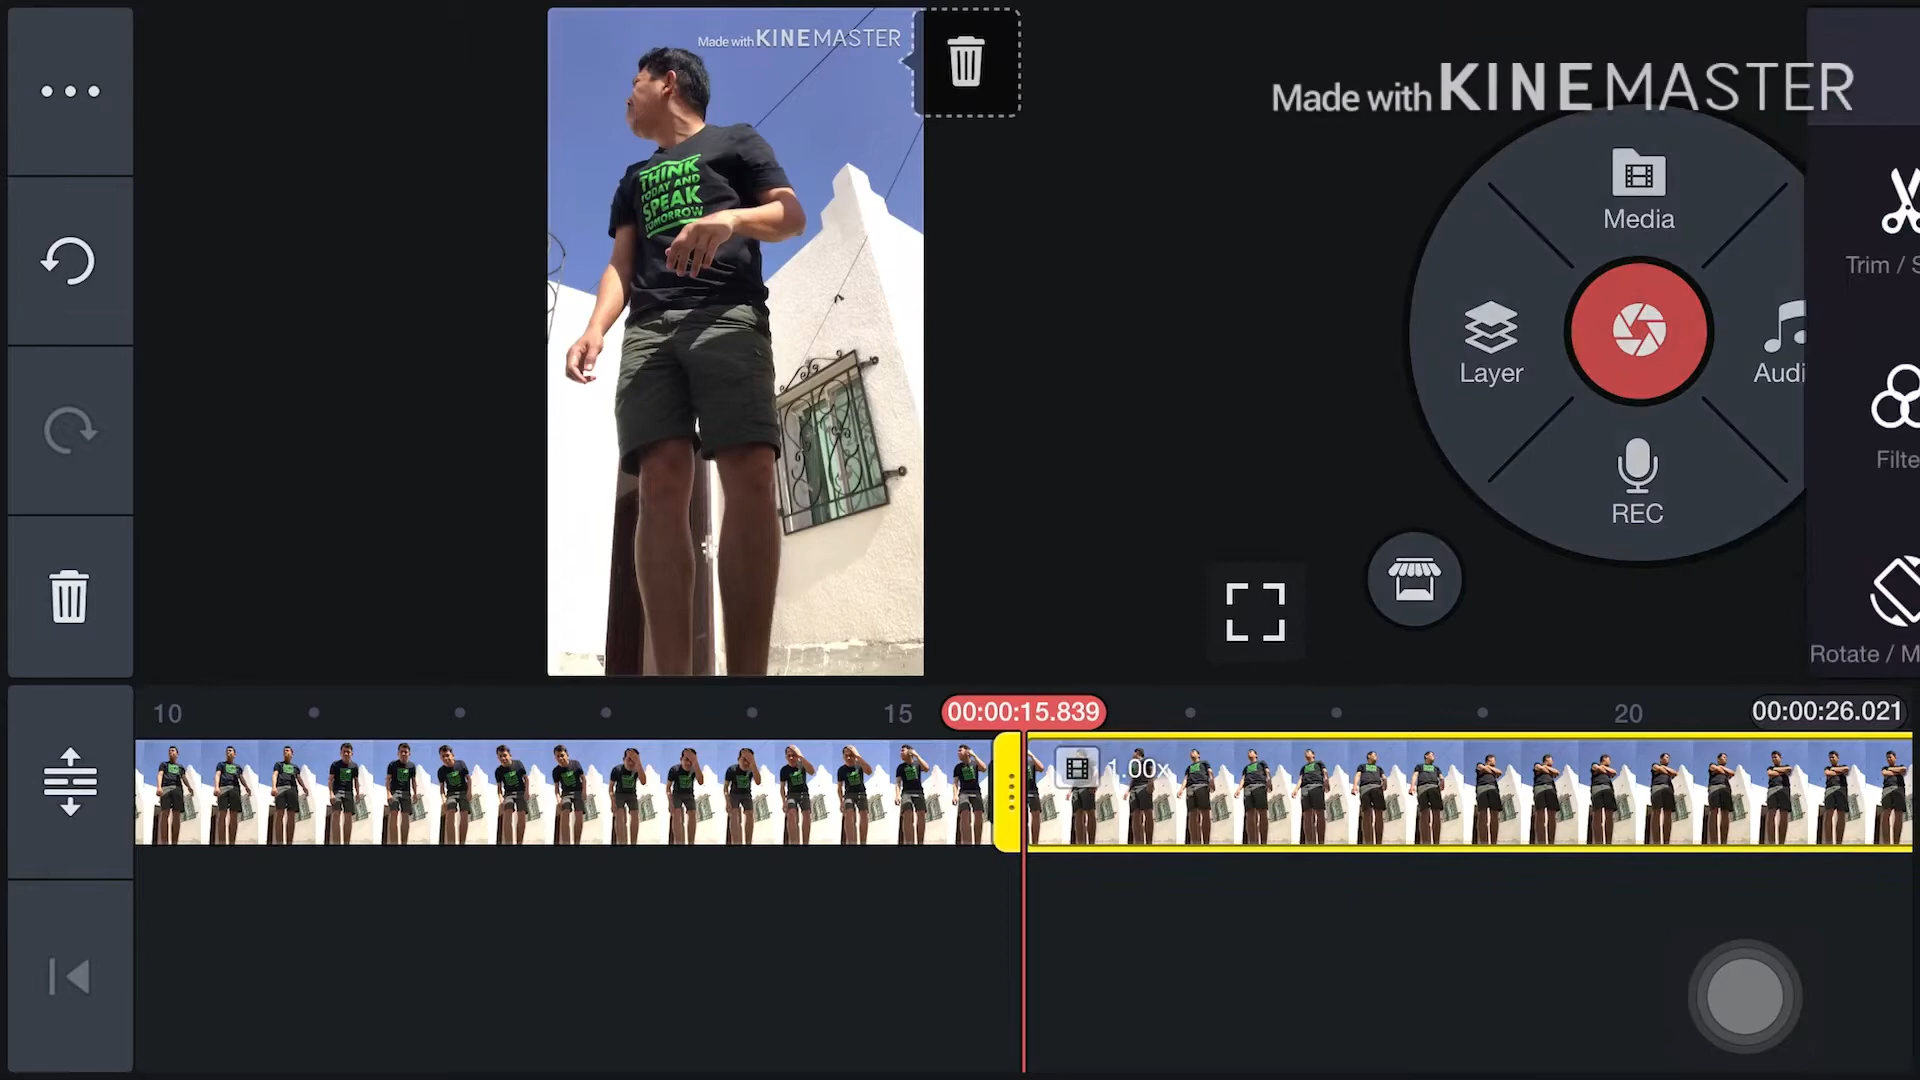 Made with KINEMASTER
THINK
TODAY AND
SPEAK
TOMORROW
Made with KINEMASTER
Media
Layer
Audi
REC
Trim / S
Filte
Rotate / M
10
15
00:00:15.839
20
00:00:26.021
1.00x